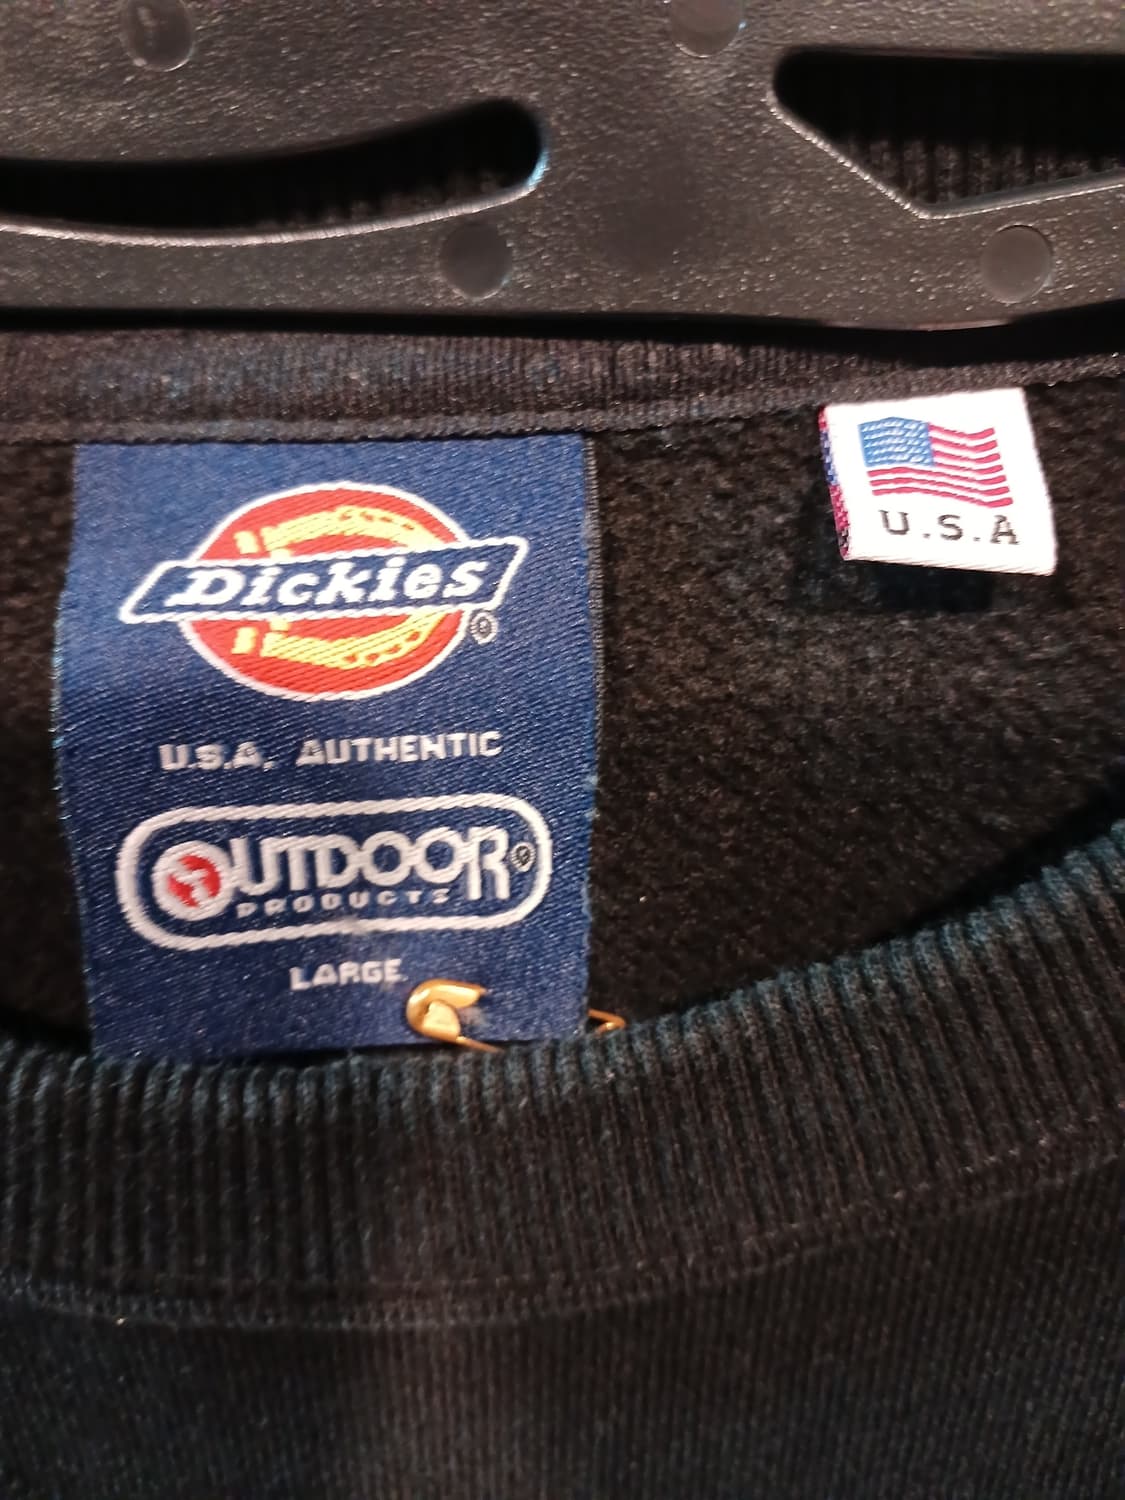 Dickies®
U.S.A. AUTHENTIC
OUTDOOR®
PRODUCTS
LARGE
U.S.A